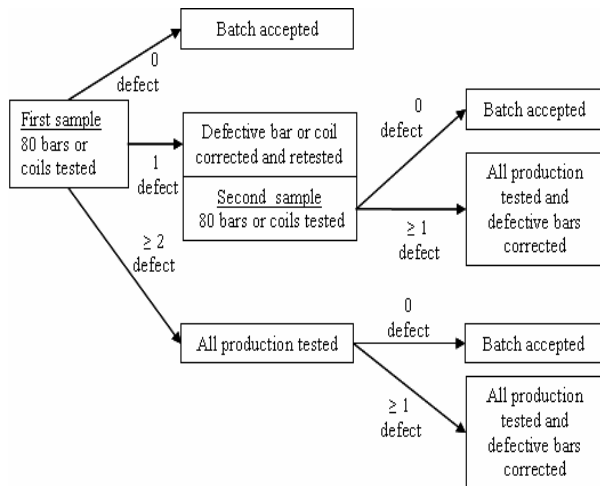 Batch accepted
0
defect
First sample
80 bars or
coils tested
1
defect
Defective bar or coil
corrected and retested
Second sample
80 bars or coils tested
0
defect
Batch accepted
≥ 1
defect
All production
tested and
defective bars
corrected
≥ 2
defect
All production tested
0
defect
Batch accepted
≥ 1
defect
All production
tested and
defective bars
corrected